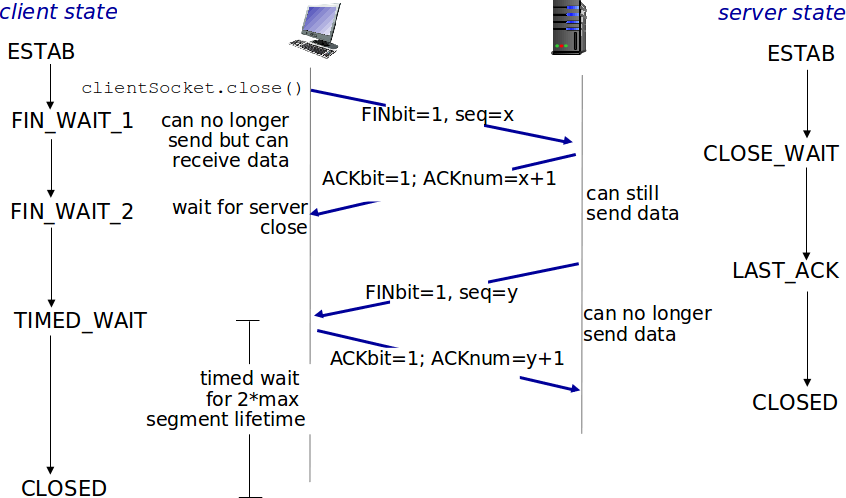 client state
server state
ESTAB
ESTAB
clientSocket.close()
FINbit=1, seq=x
FIN_WAIT_1
can no longer
send but can
receive data
CLOSE_WAIT
ACKbit=1; ACKnum=x+1
can still
send data
FIN_WAIT_2
wait for server
close
LAST_ACK
FINbit=1, seq=y
can no longer
send data
TIMED_WAIT
ACKbit=1; ACKnum=y+1
timed wait
for 2*max
segment lifetime
CLOSED
CLOSED